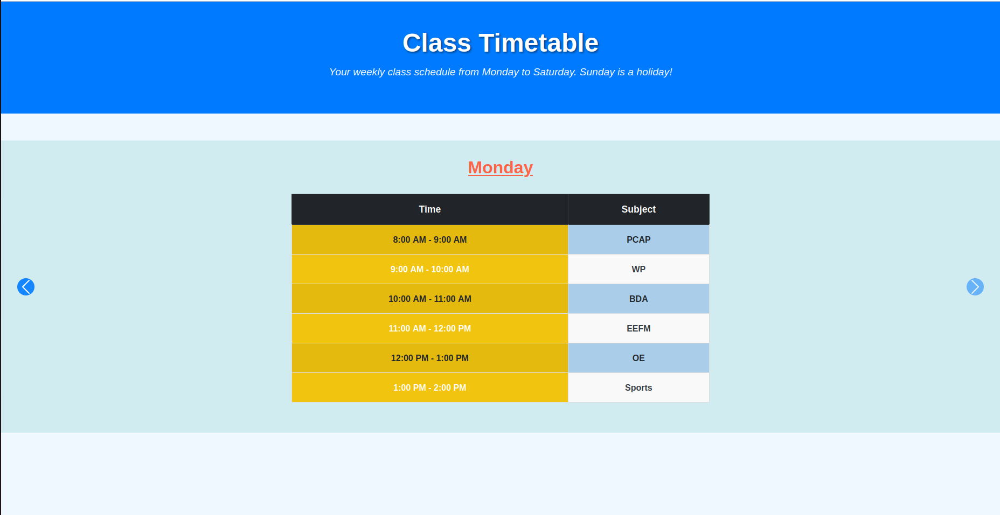 Class Timetable
Your weekly class schedule from Monday to Saturday. Sunday is a holiday!
Monday
Time Subject
8:00 AM - 9:00 AM PCAP
9:00 AM - 10:00 AM WP
10:00 AM - 11:00 AM BDA
11:00 AM - 12:00 PM EEFM
12:00 PM - 1:00 PM OE
1:00 PM - 2:00 PM Sports